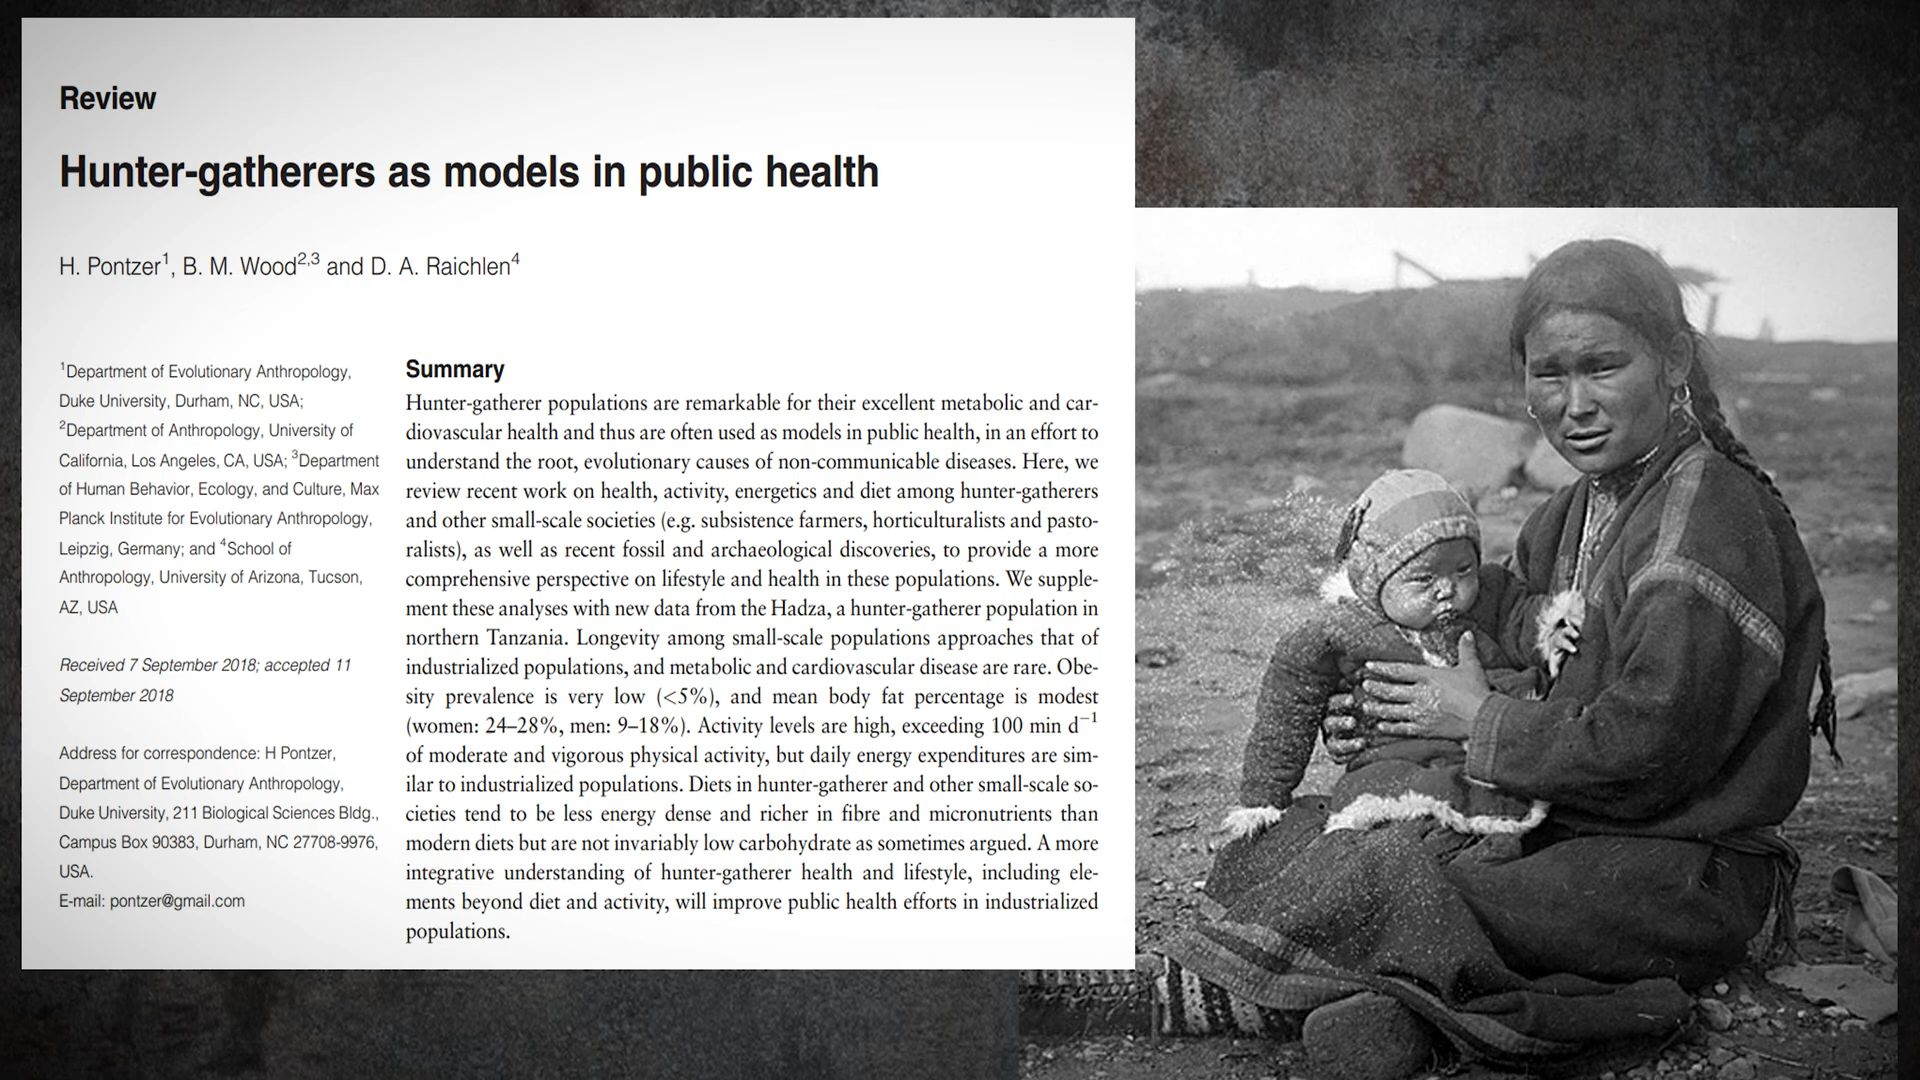 Review
Hunter-gatherers as models in public health
H. Pontzer¹, B. M. Wood²,³ and D. A. Raichlen⁴
¹Department of Evolutionary Anthropology,
Duke University, Durham, NC, USA;
²Department of Anthropology, University of
California, Los Angeles, CA, USA; ³Department
of Human Behavior, Ecology, and Culture, Max
Planck Institute for Evolutionary Anthropology,
Leipzig, Germany; and ⁴School of
Anthropology, University of Arizona, Tucson,
AZ, USA
Received 7 September 2018; accepted 11
September 2018
Address for correspondence: H Pontzer,
Department of Evolutionary Anthropology,
Duke University, 211 Biological Sciences Bldg.,
Campus Box 90383, Durham, NC 27708-9976,
USA.
E-mail: pontzer@gmail.com
Summary
Hunter-gatherer populations are remarkable for their excellent metabolic and car-
diovascular health and thus are often used as models in public health, in an effort to
understand the root, evolutionary causes of non-communicable diseases. Here, we
review recent work on health, activity, energetics and diet among hunter-gatherers
and other small-scale societies (e.g. subsistence farmers, horticulturalists and pasto-
ralists), as well as recent fossil and archaeological discoveries, to provide a more
comprehensive perspective on lifestyle and health in these populations. We supple-
ment these analyses with new data from the Hadza, a hunter-gatherer population in
northern Tanzania. Longevity among small-scale populations approaches that of
industrialized populations, and metabolic and cardiovascular disease are rare. Obe-
sity prevalence is very low (<5%), and mean body fat percentage is modest
(women: 24–28%, men: 9–18%). Activity levels are high, exceeding 100 min d⁻¹
of moderate and vigorous physical activity, but daily energy expenditures are sim-
ilar to industrialized populations. Diets in hunter-gatherer and other small-scale so-
cieties tend to be less energy dense and richer in fibre and micronutrients than
modern diets but are not invariably low carbohydrate as sometimes argued. A more
integrative understanding of hunter-gatherer health and lifestyle, including ele-
ments beyond diet and activity, will improve public health efforts in industrialized
populations.